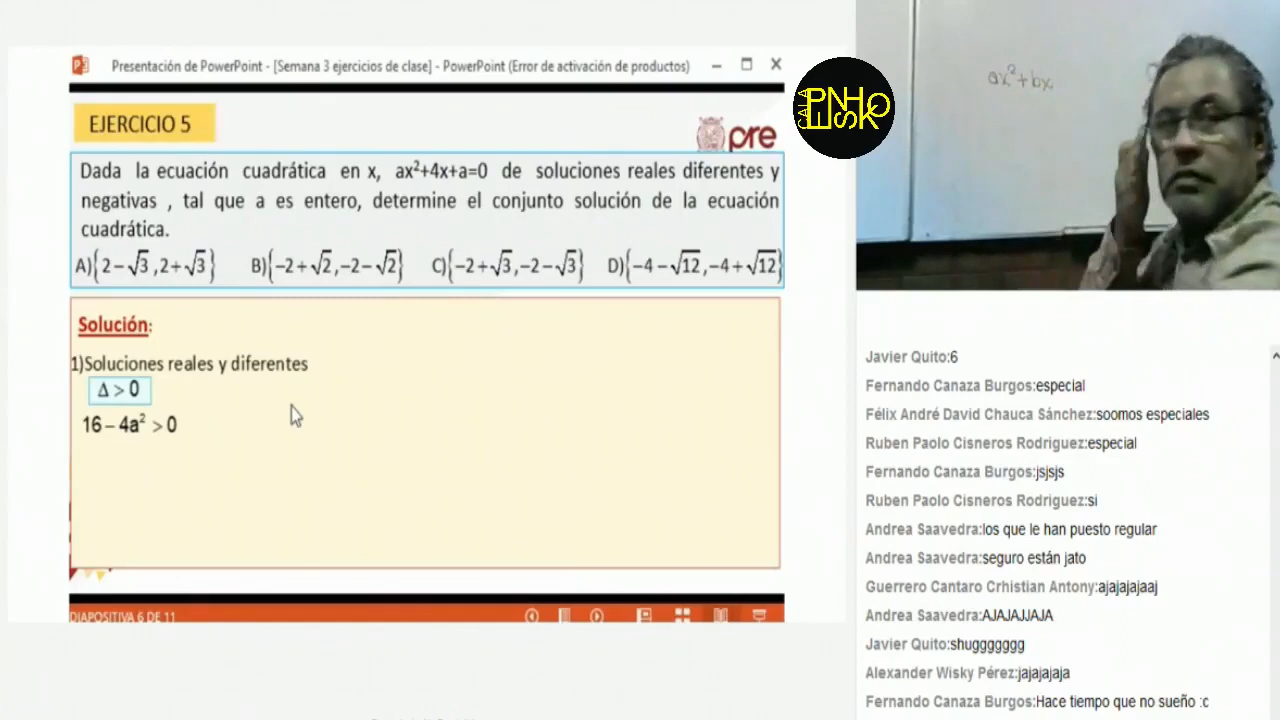 Presentación de PowerPoint - [Semana 3 ejercicios de clase] - PowerPoint (Error de activación de productos)
EJERCICIO 5
pre
CALA
PNHO
ESK
Dada la ecuación cuadrática en x, ax²+4x+a=0 de soluciones reales diferentes y
negativas , tal que a es entero, determine el conjunto solución de la ecuación
cuadrática.
A){2-√3 ,2+√3} B){-2+√2,-2-√2} C){-2+√3,-2-√3} D){-4-√12,-4+√12}
Solución:
1)Soluciones reales y diferentes
Δ > 0
16 – 4a² > 0
DIAPOSITIVA 6 DE 11
ax²+bx
Javier Quito:6
Fernando Canaza Burgos:especial
Félix André David Chauca Sánchez:soomos especiales
Ruben Paolo Cisneros Rodriguez:especial
Fernando Canaza Burgos:jsjsjs
Ruben Paolo Cisneros Rodriguez:si
Andrea Saavedra:los que le han puesto regular
Andrea Saavedra:seguro están jato
Guerrero Cantaro Crhistian Antony:ajajajajaaj
Andrea Saavedra:AJAJAJJAJA
Javier Quito:shuggggggg
Alexander Wisky Pérez:jajajajaja
Fernando Canaza Burgos:Hace tiempo que no sueño :c